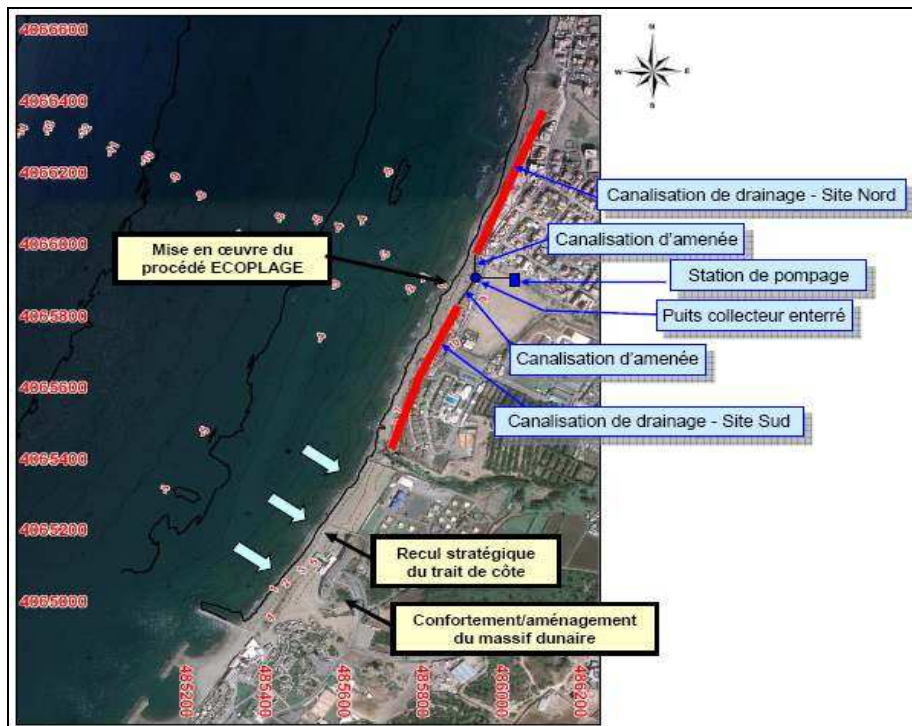 4066600
4066400
4066200
4066000
4065800
4065600
4065400
4065200
4065000
N
W
E
S
Canalisation de drainage - Site Nord
Canalisation d'amenée
Mise en œuvre du
procédé ECOPLAGE
Station de pompage
Puits collecteur enterré
Canalisation d'amenée
Canalisation de drainage - Site Sud
Recul stratégique
du trait de côte
Confortement/aménagement
du massif dunaire
485200
485400
485600
485800
486000
486200